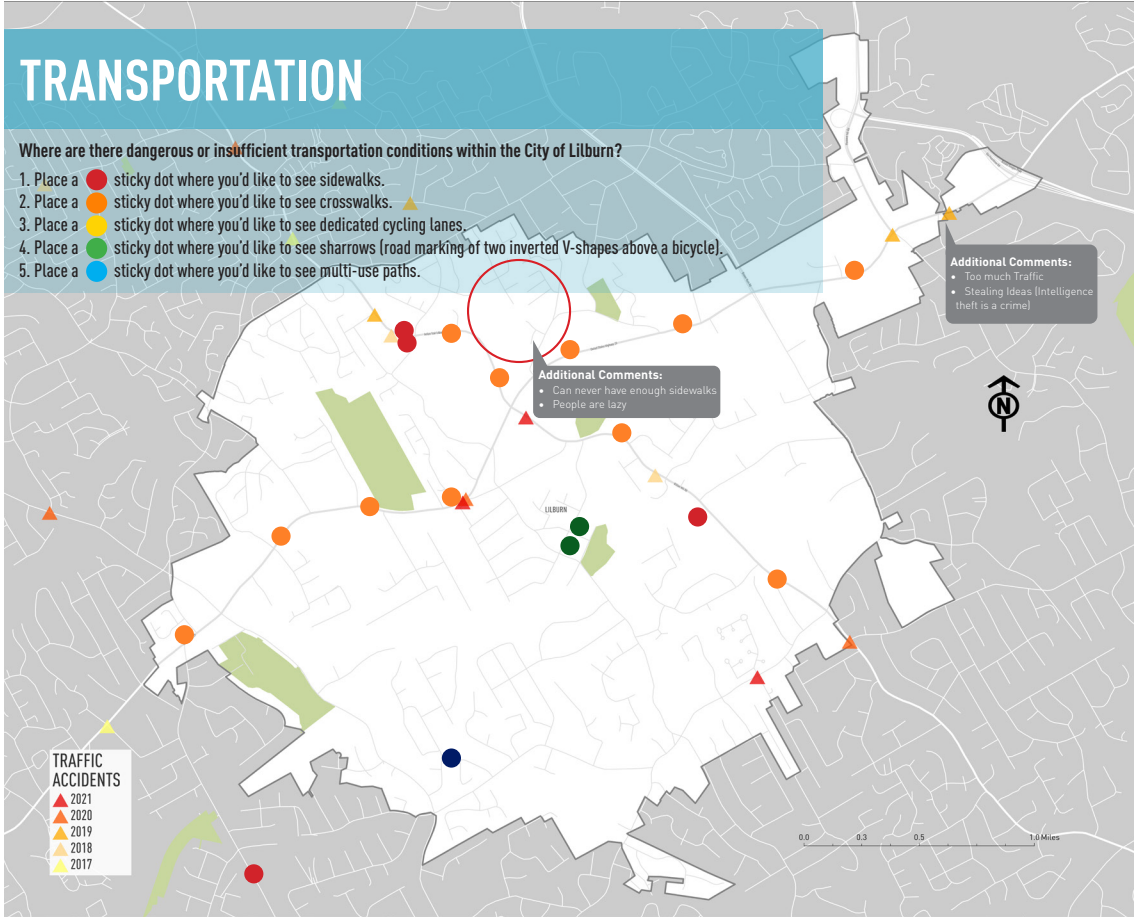 TRANSPORTATION
Where are there dangerous or insufficient transportation conditions within the City of Lilburn?
1. Place a sticky dot where you'd like to see sidewalks.
2. Place a sticky dot where you'd like to see crosswalks.
3. Place a sticky dot where you'd like to see dedicated cycling lanes.
4. Place a sticky dot where you'd like to see sharrows (road marking of two inverted V-shapes above a bicycle).
5. Place a sticky dot where you'd like to see multi-use paths.
Additional Comments:
• Too much Traffic
• Stealing Ideas (Intelligence
theft is a crime)
Additional Comments:
• Can never have enough sidewalks
• People are lazy
N
LILBURN
TRAFFIC
ACCIDENTS
2021
2020
2019
2018
2017
0.0 0.3 0.5 1.0 Miles